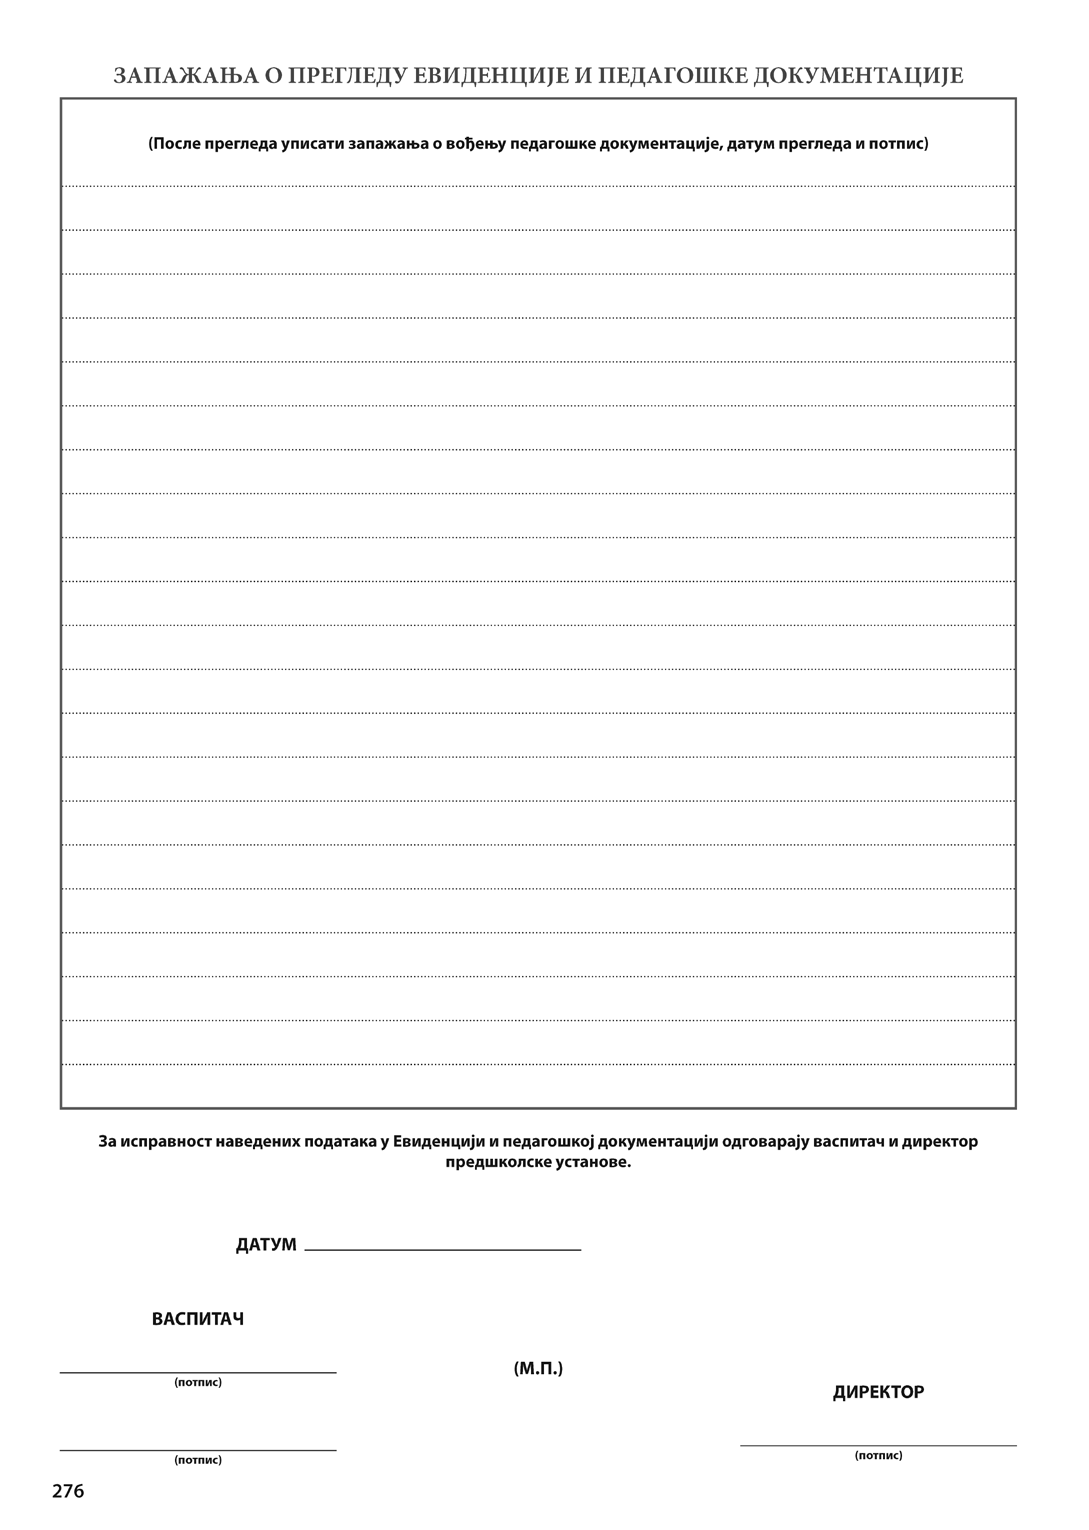 ЗАПАЖАЊА О ПРЕГЛЕДУ ЕВИДЕНЦИЈЕ И ПЕДАГОШКЕ ДОКУМЕНТАЦИЈЕ
(После прегледа уписати запажања о вођењу педагошке документације, датум прегледа и потпис)
За исправност наведених података у Евиденцији и педагошкој документацији одговарају васпитач и директор
предшколске установе.
ДАТУМ
ВАСПИТАЧ
(потпис)
(М.П.)
ДИРЕКТОР
(потпис)
(потпис)
276